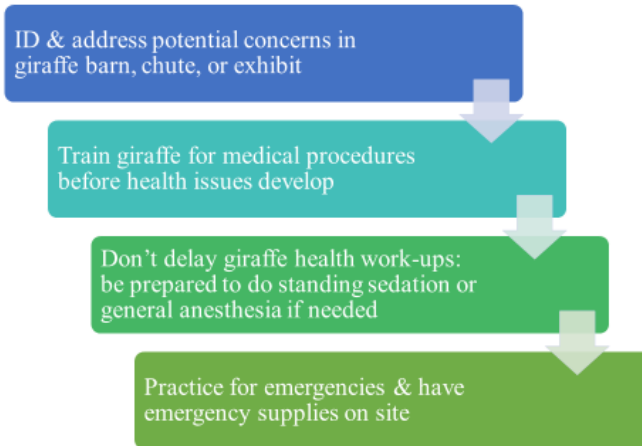 ID & address potential concerns in
giraffe barn, chute, or exhibit
Train giraffe for medical procedures
before health issues develop
Don’t delay giraffe health work-ups:
be prepared to do standing sedation or
general anesthesia if needed
Practice for emergencies & have
emergency supplies on site